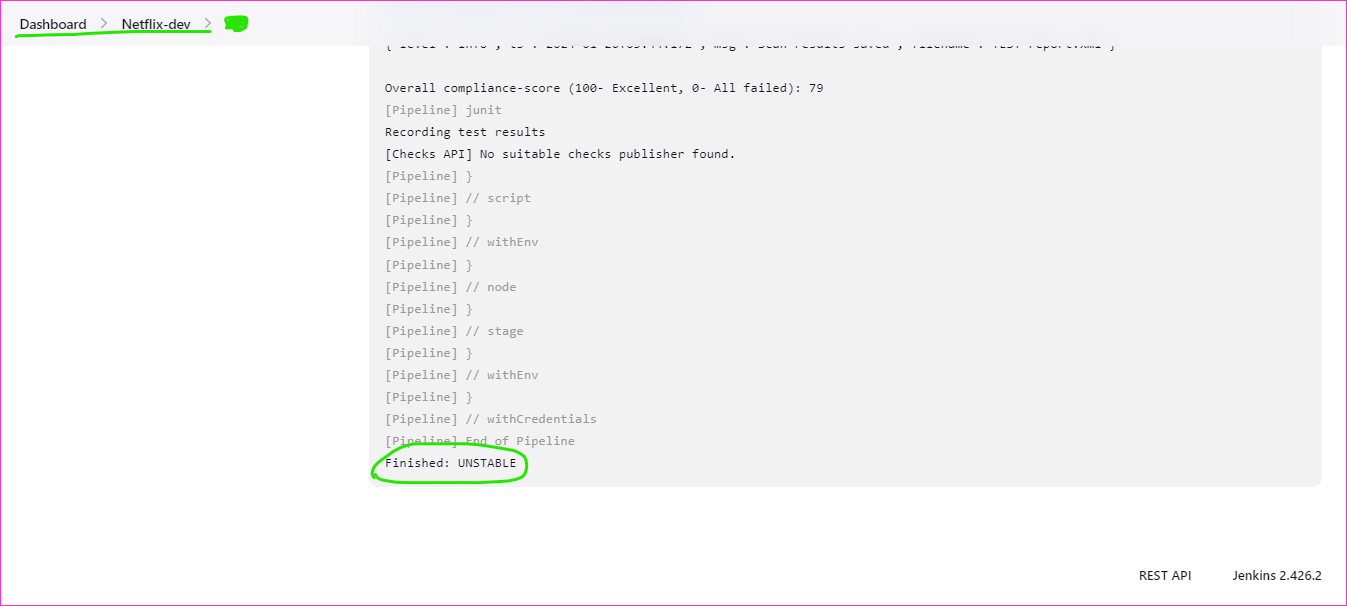 Dashboard > Netflix-dev >
Overall compliance-score (100- Excellent, 0- All failed): 79
[Pipeline] junit
Recording test results
[Checks API] No suitable checks publisher found.
[Pipeline] }
[Pipeline] // script
[Pipeline] }
[Pipeline] // withEnv
[Pipeline] }
[Pipeline] // node
[Pipeline] }
[Pipeline] // stage
[Pipeline] }
[Pipeline] // withEnv
[Pipeline] }
[Pipeline] // withCredentials
[Pipeline] End of Pipeline
Finished: UNSTABLE
REST API Jenkins 2.426.2